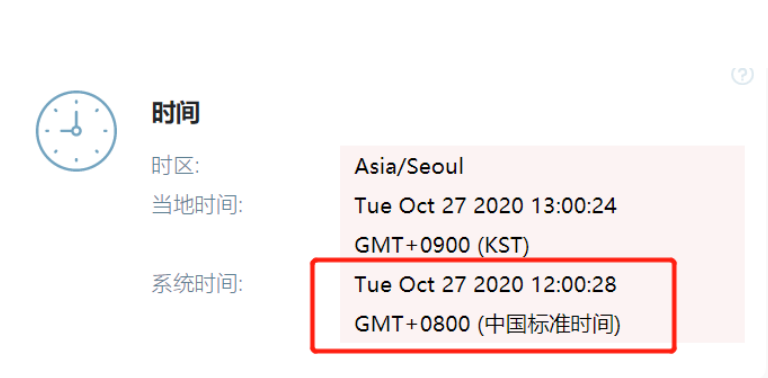 时间
时区: Asia/Seoul
当地时间: Tue Oct 27 2020 13:00:24
GMT+0900 (KST)
系统时间: Tue Oct 27 2020 12:00:28
GMT+0800 (中国标准时间)